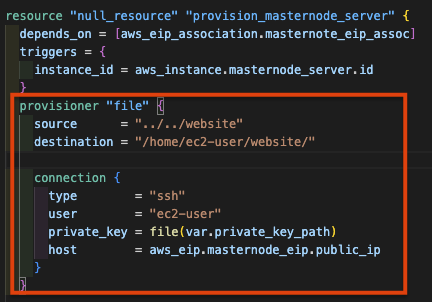 resource "null_resource" "provision_masternode_server" {
depends_on = [aws_eip_association.masternote_eip_assoc]
triggers = {
instance_id = aws_instance.masternode_server.id
}
provisioner "file" {
source      = "../../website"
destination = "/home/ec2-user/website/"
connection {
type        = "ssh"
user        = "ec2-user"
private_key = file(var.private_key_path)
host        = aws_eip.masternode_eip.public_ip
}
}